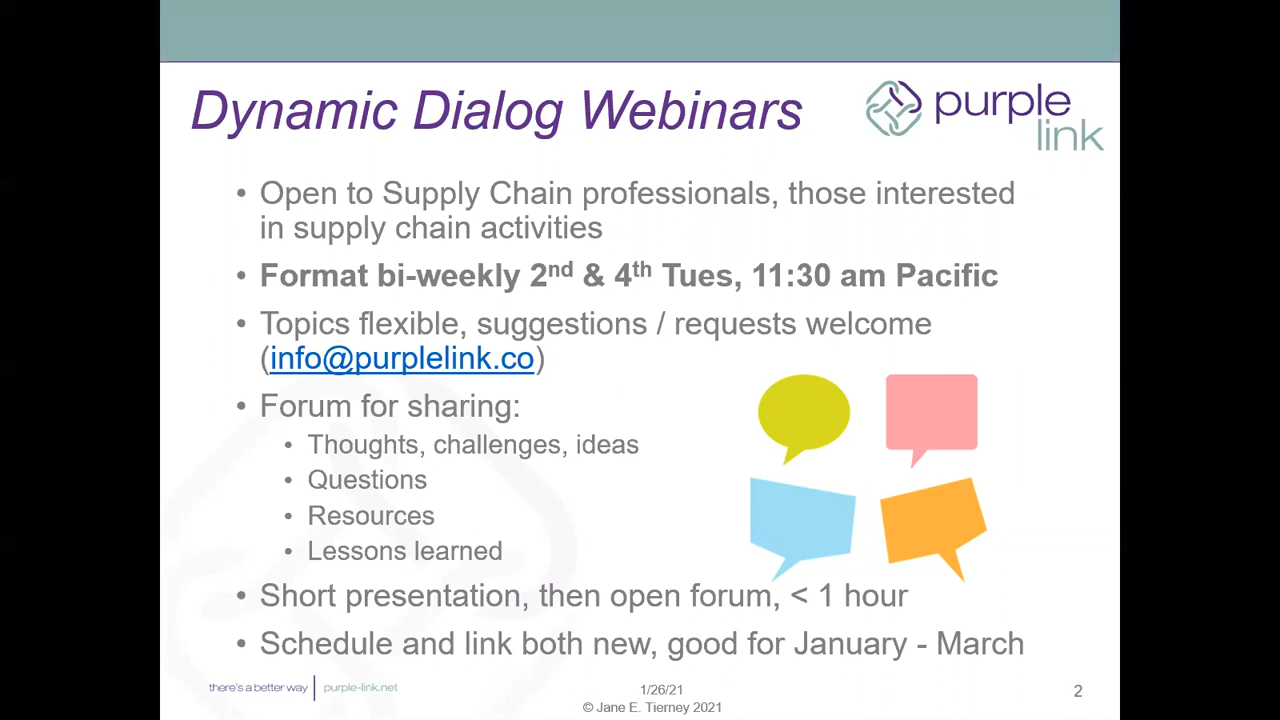 Dynamic Dialog Webinars
purple
link
• Open to Supply Chain professionals, those interested
in supply chain activities
• Format bi-weekly 2nd & 4th Tues, 11:30 am Pacific
• Topics flexible, suggestions / requests welcome
(info@purplelink.co)
• Forum for sharing:
• Thoughts, challenges, ideas
• Questions
• Resources
• Lessons learned
• Short presentation, then open forum, < 1 hour
• Schedule and link both new, good for January - March
there's a better way | purple-link.net
1/26/21
© Jane E. Tierney 2021
2